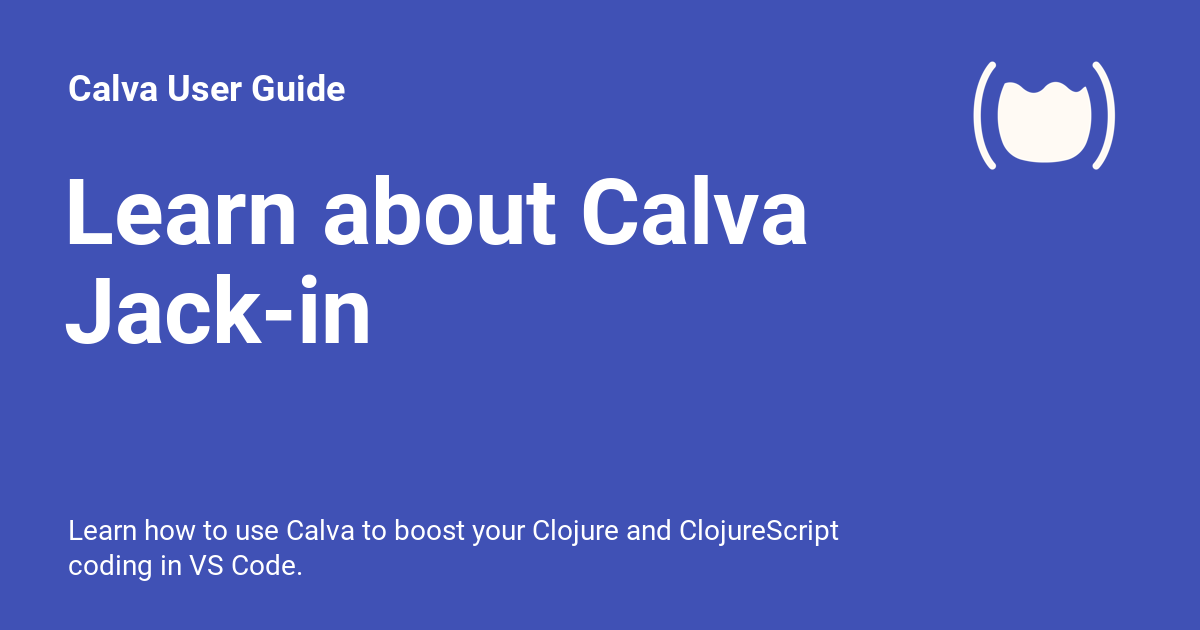 Calva User Guide
Learn about Calva
Jack-in
Learn how to use Calva to boost your Clojure and ClojureScript
coding in VS Code.